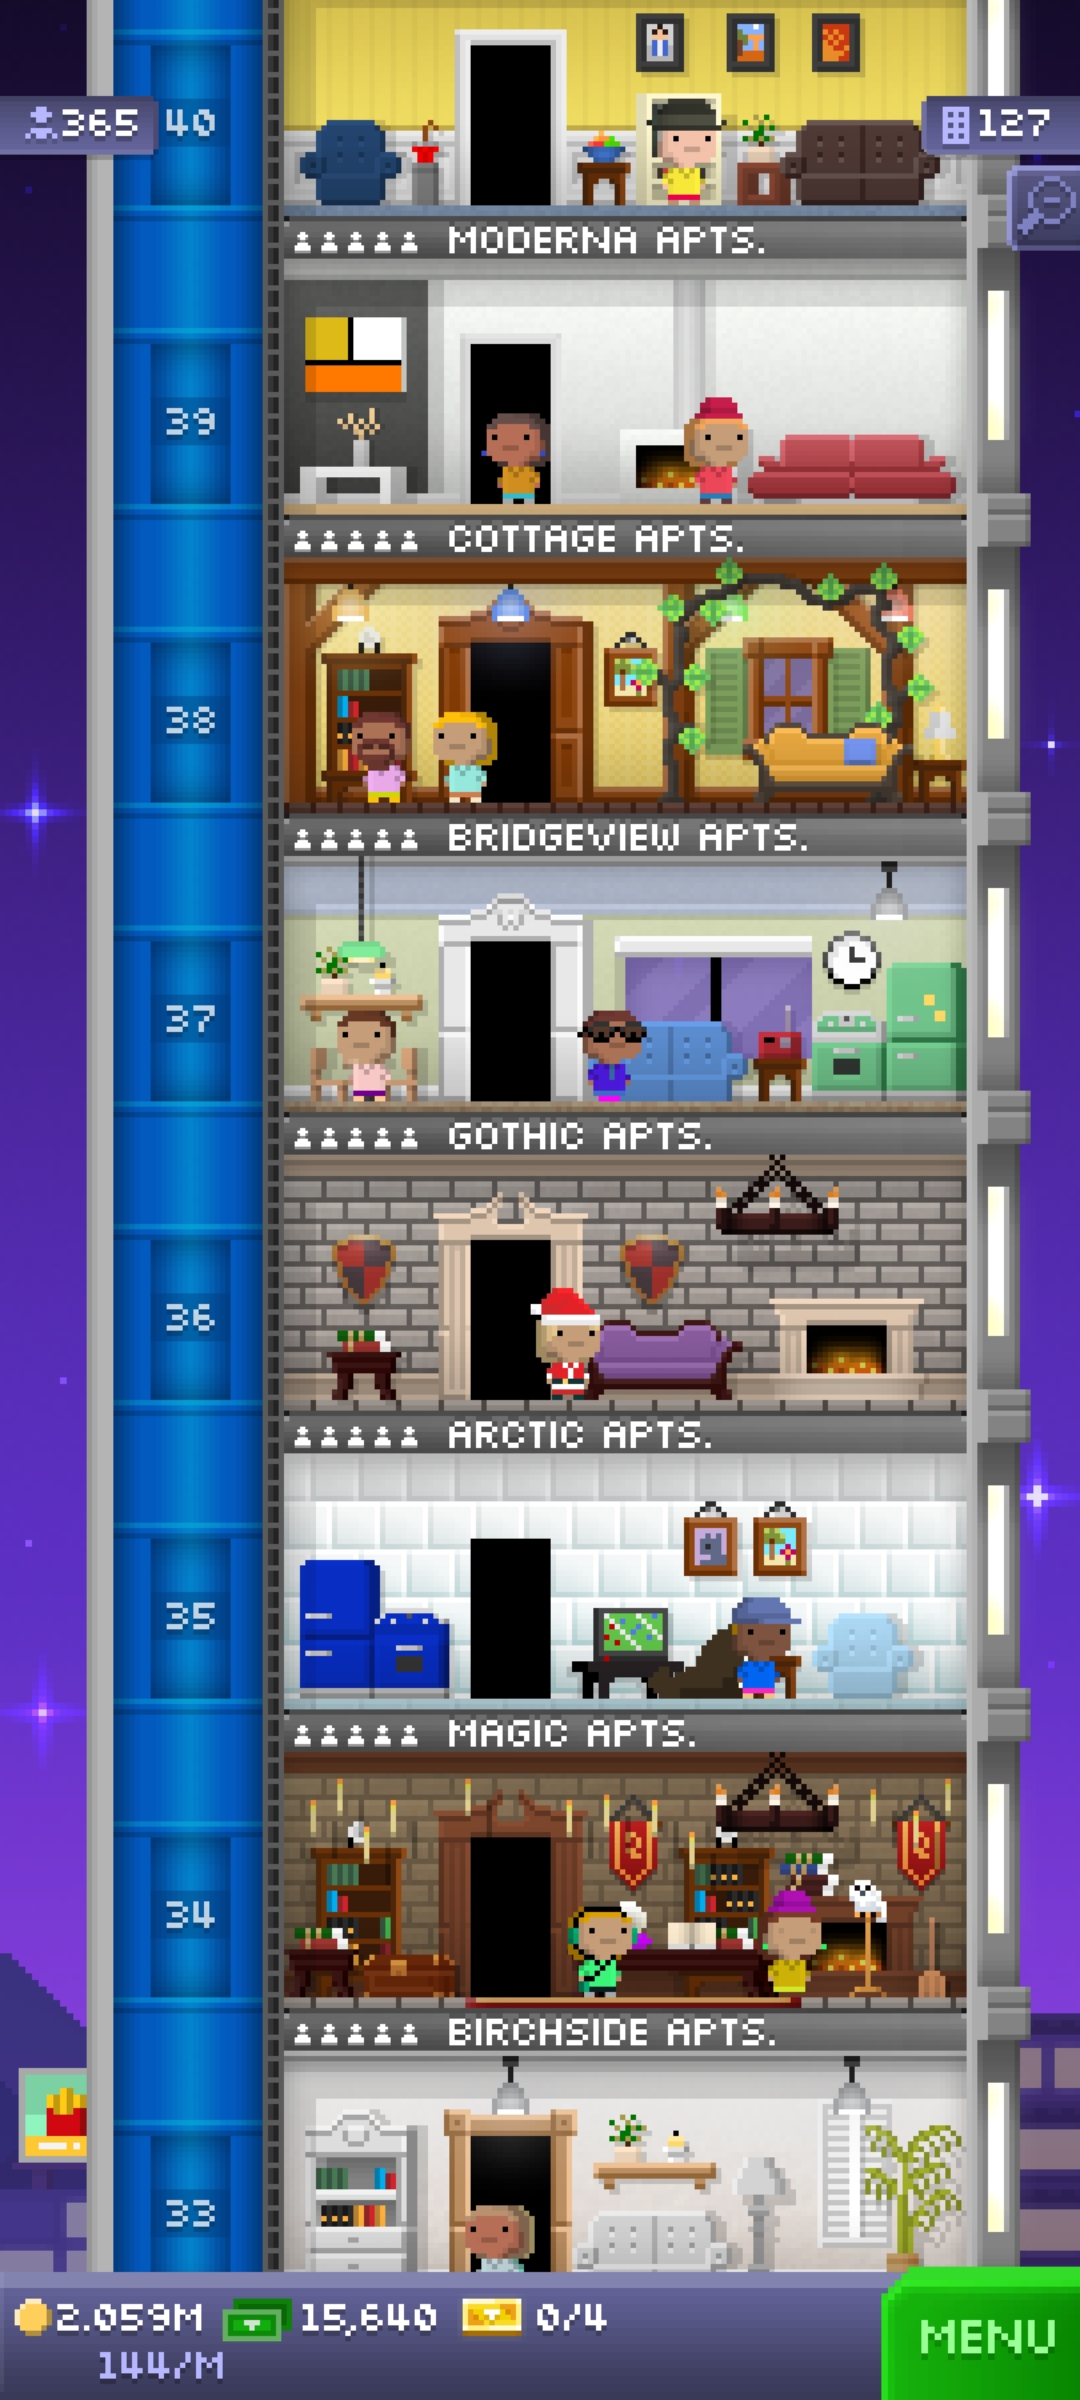 365
40
127
MODERNA APTS.
39
COTTAGE APTS.
38
BRIDGEVIEW APTS.
37
GOTHIC APTS.
36
ARCTIC APTS.
35
MAGIC APTS.
34
BIRCHSIDE APTS.
33
2.059M 15,640 0/4
144/M
MENU